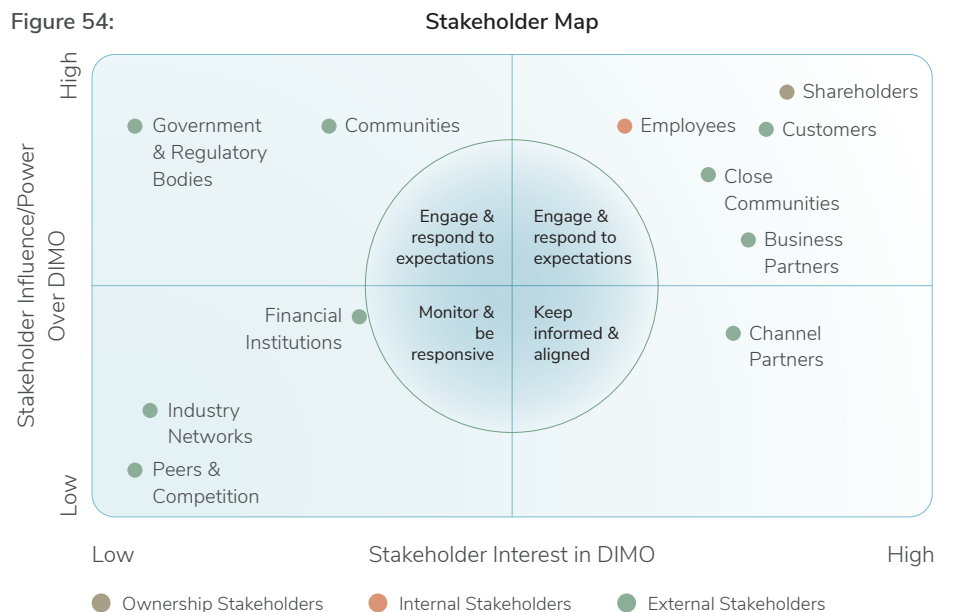 Figure 54:
Stakeholder Map
High
Stakeholder Influence/Power
Over DIMO
Low
Government
& Regulatory
Bodies
Communities
Shareholders
Employees
Customers
Close
Communities
Business
Partners
Engage &
respond to
expectations
Engage &
respond to
expectations
Financial
Institutions
Monitor &
be
responsive
Keep
informed &
aligned
Channel
Partners
Industry
Networks
Peers &
Competition
Low
Stakeholder Interest in DIMO
High
Ownership Stakeholders
Internal Stakeholders
External Stakeholders